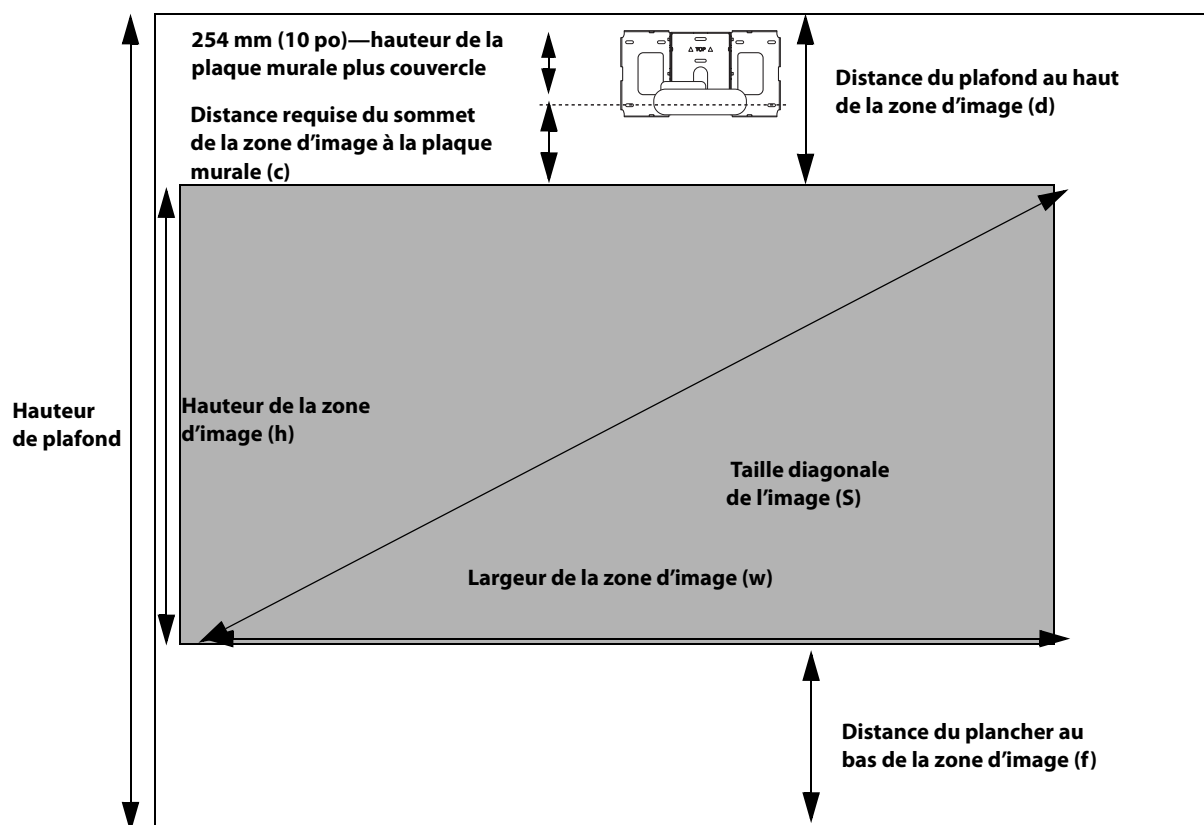 254 mm (10 po)—hauteur de la
plaque murale plus couvercle
△ TOP △
Distance du plafond au haut
de la zone d'image (d)
Distance requise du sommet
de la zone d'image à la plaque
murale (c)
Hauteur
de plafond
Hauteur de la zone
d'image (h)
Taille diagonale
de l'image (S)
Largeur de la zone d'image (w)
Distance du plancher au
bas de la zone d'image (f)